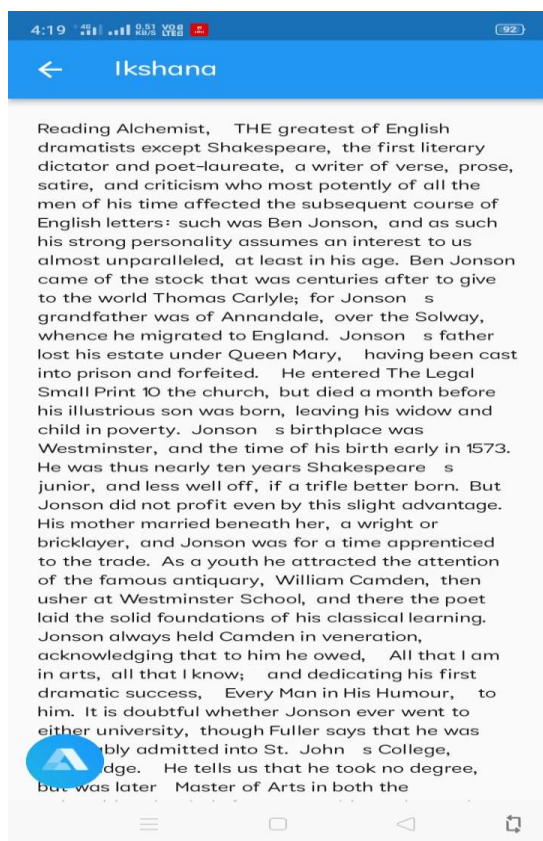 4:19 4G 0.51 KB/S VO LTE 92
Ikshana
Reading Alchemist, THE greatest of English
dramatists except Shakespeare, the first literary
dictator and poet-laureate, a writer of verse, prose,
satire, and criticism who most potently of all the
men of his time affected the subsequent course of
English letters: such was Ben Jonson, and as such
his strong personality assumes an interest to us
almost unparalleled, at least in his age. Ben Jonson
came of the stock that was centuries after to give
to the world Thomas Carlyle; for Jonson s
grandfather was of Annandale, over the Solway,
whence he migrated to England. Jonson s father
lost his estate under Queen Mary, having been cast
into prison and forfeited. He entered The Legal
Small Print 10 the church, but died a month before
his illustrious son was born, leaving his widow and
child in poverty. Jonson s birthplace was
Westminster, and the time of his birth early in 1573.
He was thus nearly ten years Shakespeare s
junior, and less well off, if a trifle better born. But
Jonson did not profit even by this slight advantage.
His mother married beneath her, a wright or
bricklayer, and Jonson was for a time apprenticed
to the trade. As a youth he attracted the attention
of the famous antiquary, William Camden, then
usher at Westminster School, and there the poet
laid the solid foundations of his classical learning.
Jonson always held Camden in veneration,
acknowledging that to him he owed, All that I am
in arts, all that I know; and dedicating his first
dramatic success, Every Man in His Humour, to
him. It is doubtful whether Jonson ever went to
either university, though Fuller says that he was
ably admitted into St. John s College,
dge. He tells us that he took no degree,
but was later Master of Arts in both the